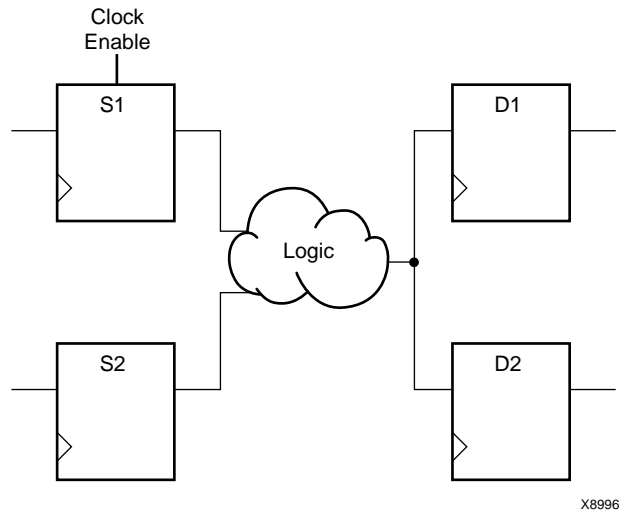 Clock
Enable
S1
D1
Logic
S2
D2
X8996